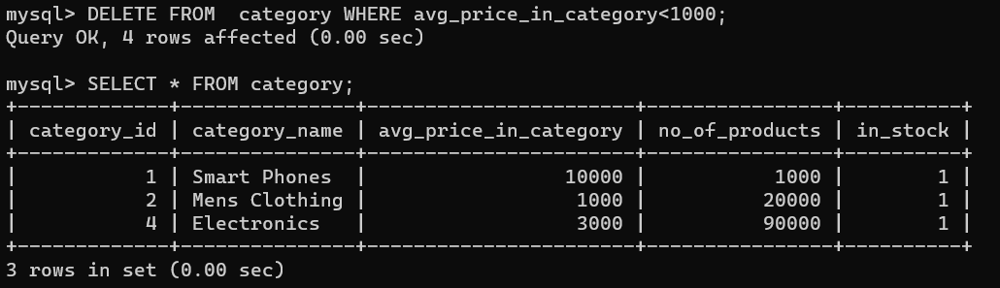 mysql> DELETE FROM  category WHERE avg_price_in_category<1000;
Query OK, 4 rows affected (0.00 sec)

mysql> SELECT * FROM category;
+-------------+---------------+-----------------------+----------------+----------+
| category_id | category_name | avg_price_in_category | no_of_products | in_stock |
+-------------+---------------+-----------------------+----------------+----------+
|           1 | Smart Phones  |                 10000 |           1000 |        1 |
|           2 | Mens Clothing |                  1000 |          20000 |        1 |
|           4 | Electronics   |                  3000 |          90000 |        1 |
+-------------+---------------+-----------------------+----------------+----------+
3 rows in set (0.00 sec)